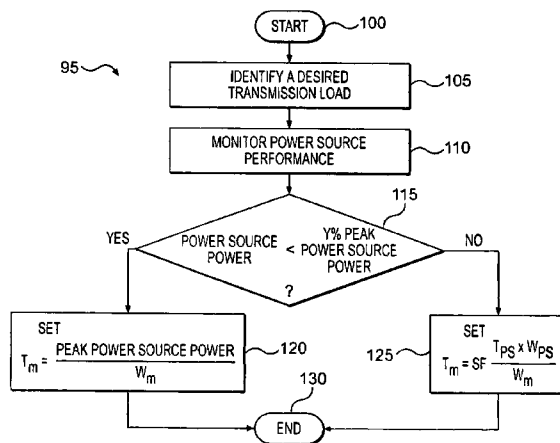 START
100
95
IDENTIFY A DESIRED
TRANSMISSION LOAD
105
MONITOR POWER SOURCE
PERFORMANCE
110
115
YES
POWER SOURCE
POWER
<
Y% PEAK
POWER SOURCE
POWER
?
NO
SET
T_m = PEAK POWER SOURCE POWER
W_m
120
SET
T_m = SF T_PS x W_PS
W_m
125
130
END